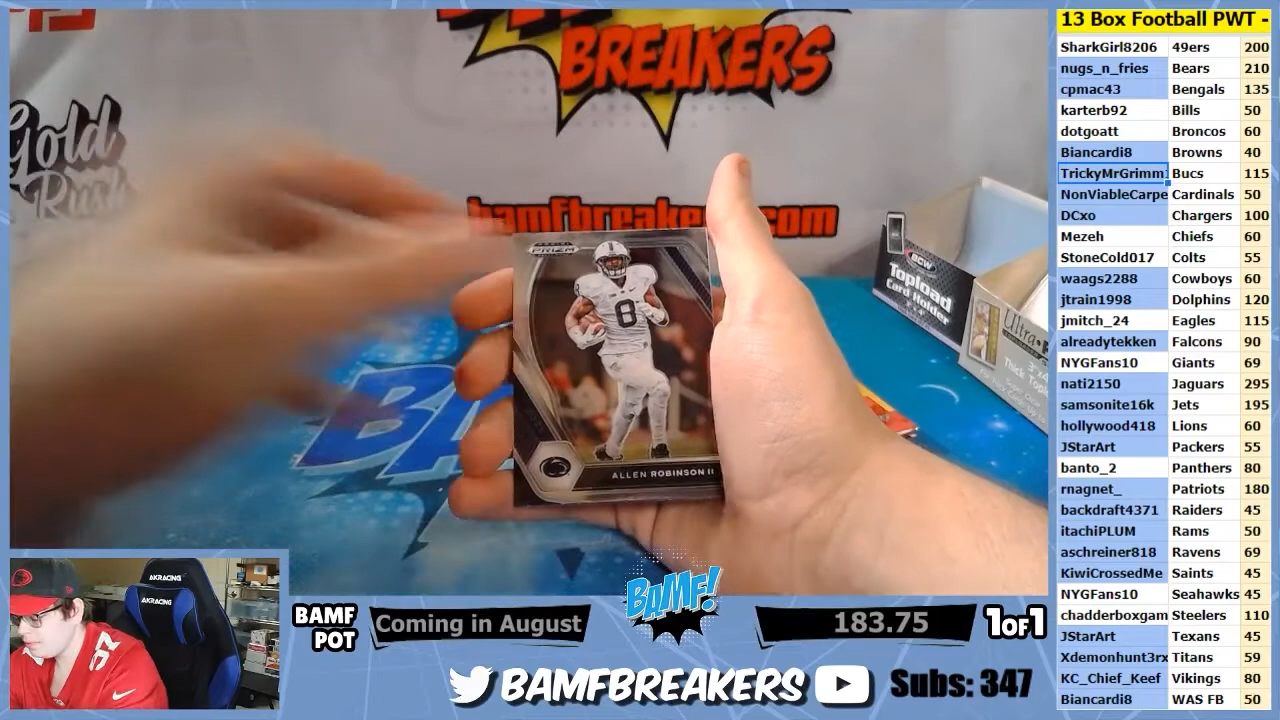 BREAKERS
Gold
Rush
bamfbreakers.com
PRIZM
8
ALLEN ROBINSON II
BCW
Topload
Card Holder
AKRACING
AKRACING
BAMF
POT
Coming in August
BAMF!
183.75
1OF1
BAMFBREAKERS
Subs: 347
13 Box Football PWT -
SharkGirl8206 49ers 200
nugs_n_fries Bears 210
cpmac43 Bengals 135
karterb92 Bills 50
dotgoatt Broncos 60
Biancardi8 Browns 40
TrickyMrGrimm Bucs 115
NonViableCarpe Cardinals 50
DCxo Chargers 100
Mezeh Chiefs 60
StoneCold017 Colts 55
waags2288 Cowboys 60
jtrain1998 Dolphins 120
jmitch_24 Eagles 115
alreadytekken Falcons 90
NYGFans10 Giants 69
nati2150 Jaguars 295
samsonite16k Jets 195
hollywood418 Lions 60
JStarArt Packers 55
banto_2 Panthers 80
rnagnet_ Patriots 180
backdraft4371 Raiders 45
itachiPLUM Rams 50
aschreiner818 Ravens 69
KiwiCrossedMe Saints 45
NYGFans10 Seahawks 45
chadderboxgam Steelers 110
JStarArt Texans 45
Xdemonhunt3rx Titans 59
KC_Chief_Keef Vikings 80
Biancardi8 WAS FB 50